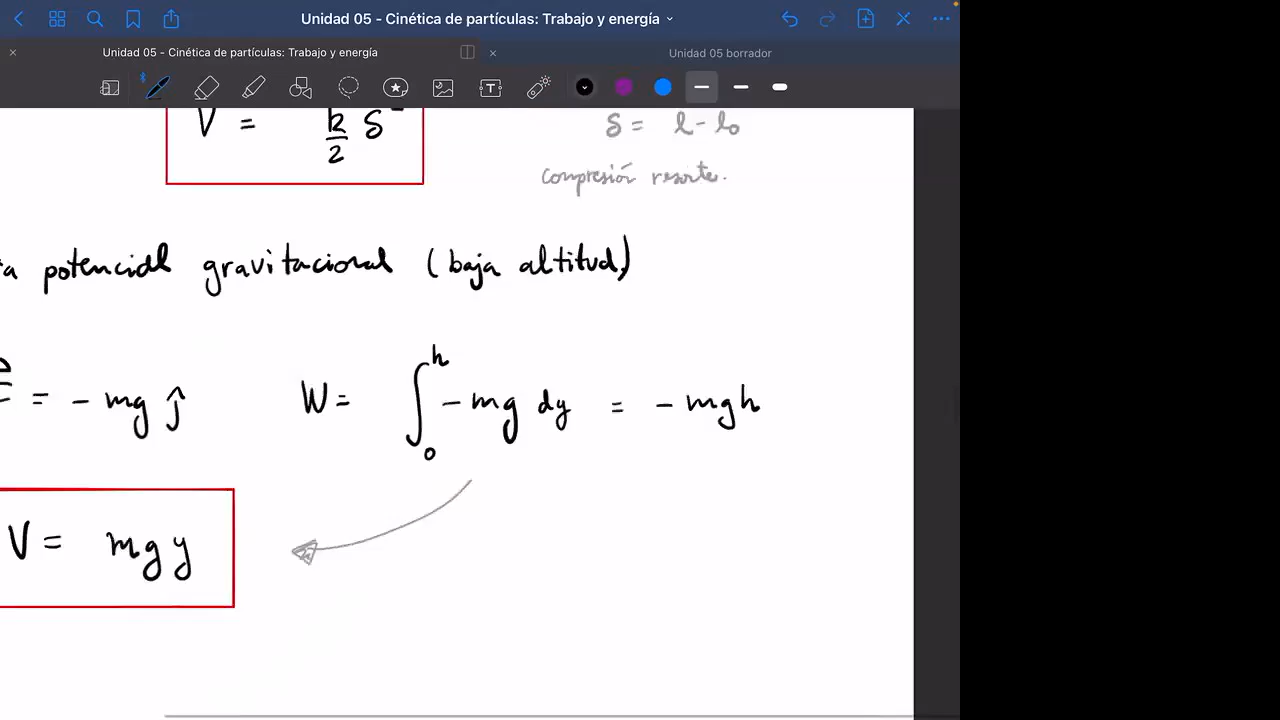 Unidad 05 - Cinética de partículas: Trabajo y energía
Unidad 05 - Cinética de partículas: Trabajo y energía
Unidad 05 borrador
V = k/2 δ²
δ = l - l₀
compresión resorte.
potencial gravitacional (baja altitud)
= - mg ĵ
W = ∫₀ʰ - mg dy = - mgh
V = mgy